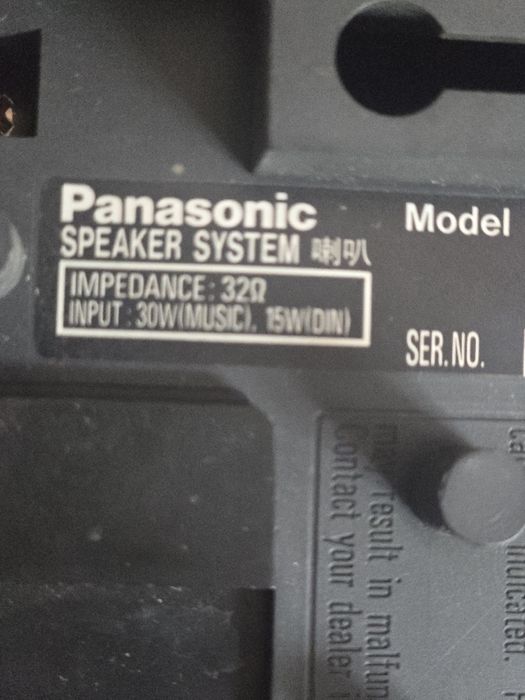 Panasonic
SPEAKER SYSTEM 喇叭
IMPEDANCE: 32Ω
INPUT : 30W(MUSIC), 15W(DIN)
Model
SER.NO.
may result in malfun
Contact your dealer
indicated.